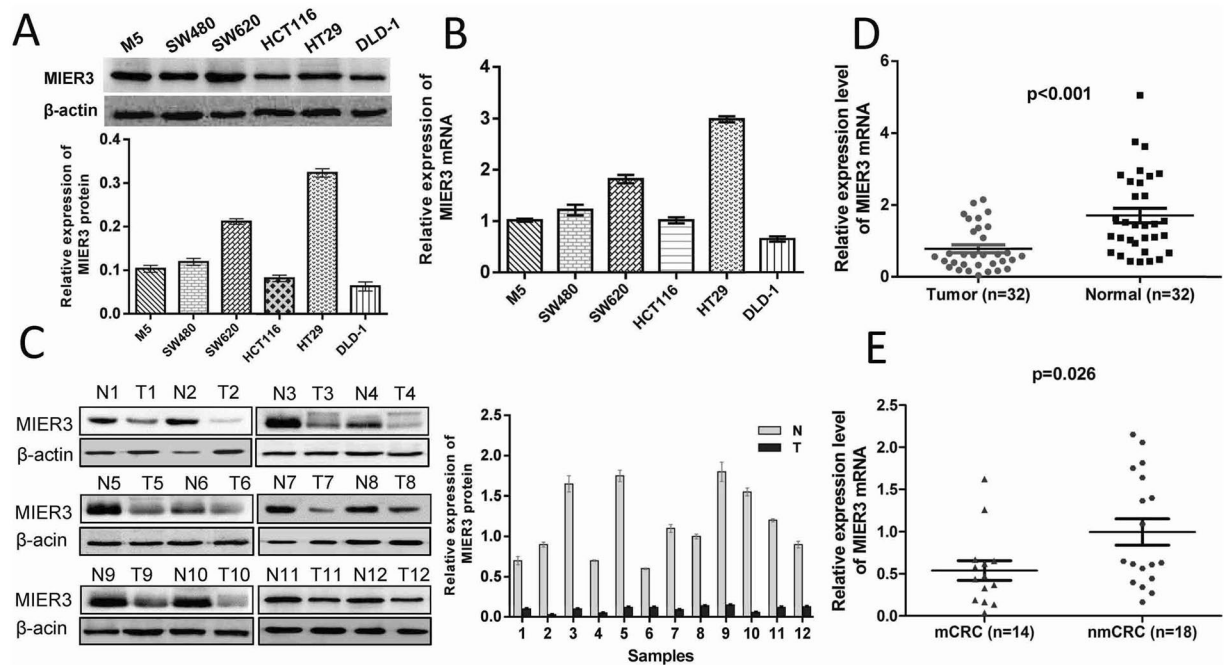 A
M5 SW480 SW620 HCT116 HT29 DLD-1
MIER3
β-actin
Relative expression of
MIER3 protein
0.4
0.3
0.2
0.1
0.0
M5 SW480 SW620 HCT116 HT29 DLD-1
B
Relative expression of
MIER3 mRNA
4
3
2
1
0
M5 SW480 SW620 HCT116 HT29 DLD-1
C
N1 T1 N2 T2 N3 T3 N4 T4
MIER3
β-actin
N5 T5 N6 T6 N7 T7 N8 T8
MIER3
β-acin
N9 T9 N10 T10 N11 T11 N12 T12
MIER3
β-acin
Relative expression of
MIER3 protein
2.5
2.0
1.5
1.0
0.5
0.0
N
T
1 2 3 4 5 6 7 8 9 10 11 12
Samples
D
p<0.001
Relative expression level
of MIER3 mRNA
6
4
2
0
Tumor (n=32) Normal (n=32)
E
p=0.026
Relative expression level
of MIER3 mRNA
2.5
2.0
1.5
1.0
0.5
0.0
mCRC (n=14) nmCRC (n=18)